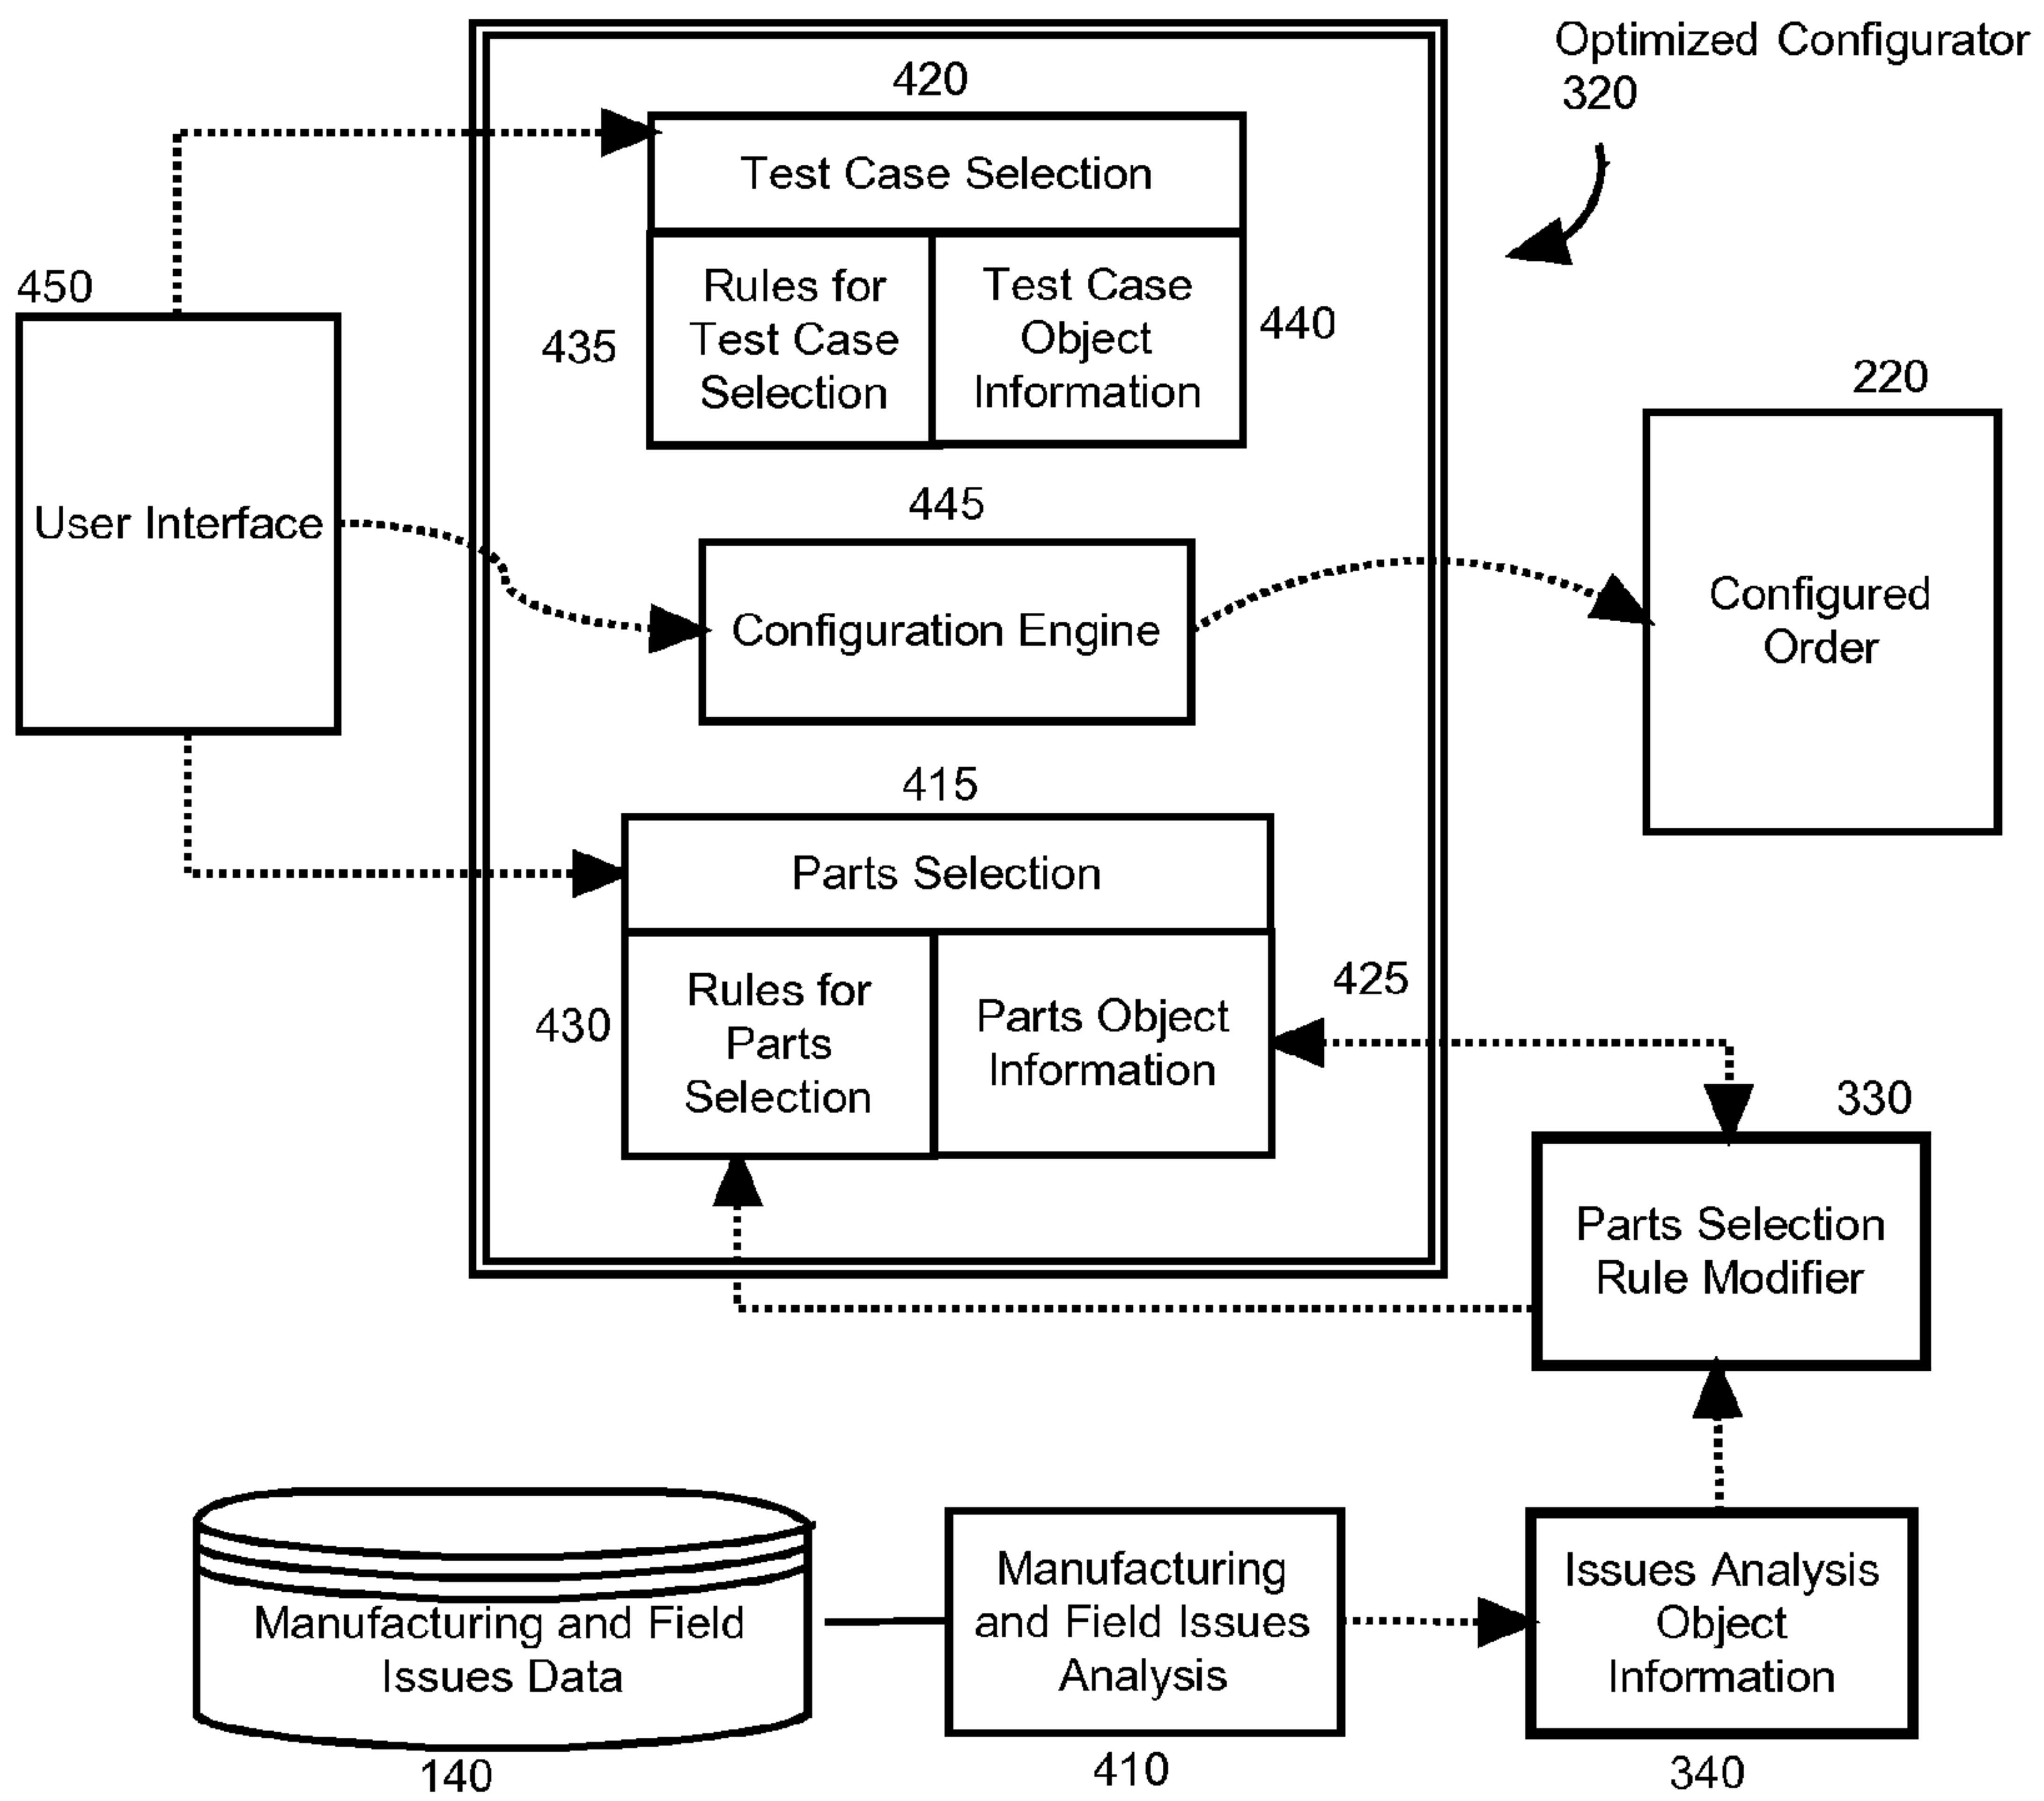 Optimized Configurator
320
420
Test Case Selection
Rules for
Test Case
Selection
Test Case
Object
Information
435
440
450
User Interface
445
Configuration Engine
220
Configured
Order
415
Parts Selection
430
Rules for
Parts
Selection
Parts Object
Information
425
330
Parts Selection
Rule Modifier
Manufacturing and Field
Issues Data
140
Manufacturing
and Field Issues
Analysis
410
Issues Analysis
Object
Information
340